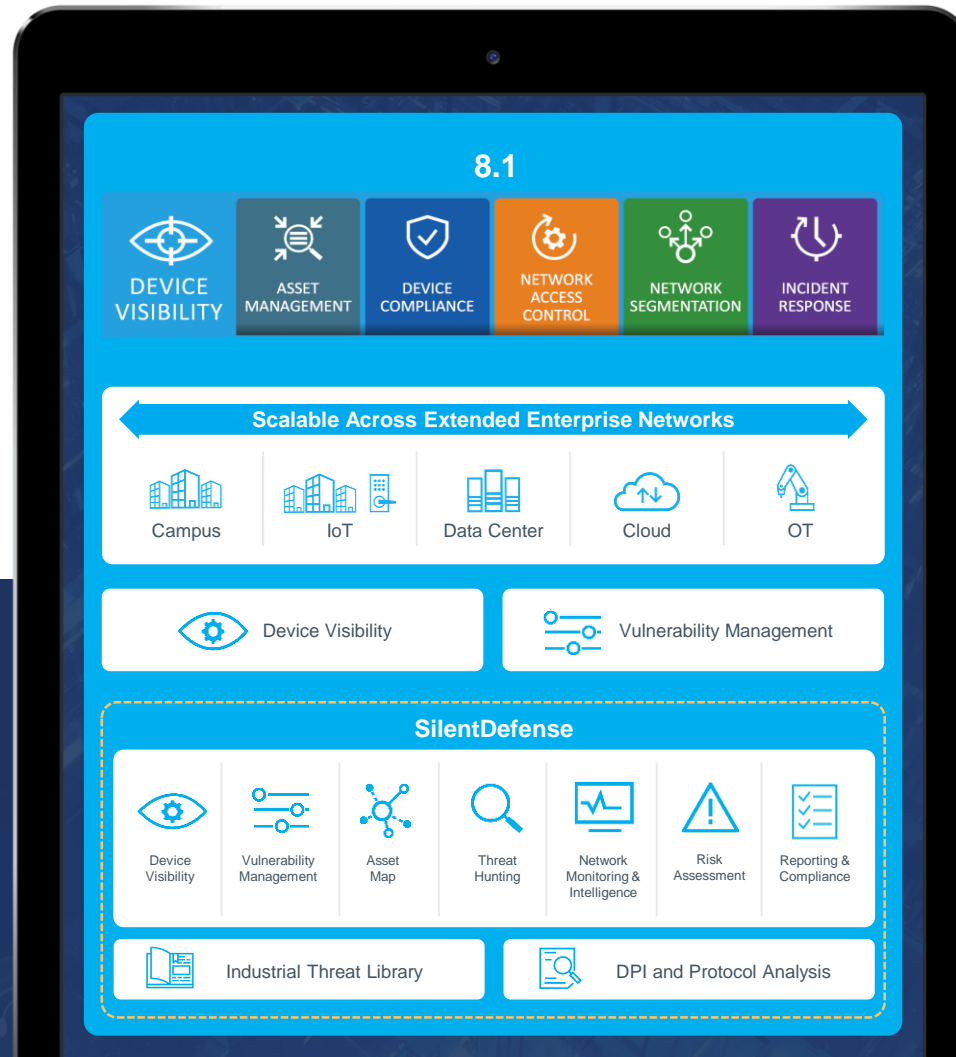 8.1
DEVICE
VISIBILITY
ASSET
MANAGEMENT
DEVICE
COMPLIANCE
NETWORK
ACCESS
CONTROL
NETWORK
SEGMENTATION
INCIDENT
RESPONSE
Scalable Across Extended Enterprise Networks
Campus
IoT
Data Center
Cloud
OT
Device Visibility
Vulnerability Management
SilentDefense
Device
Visibility
Vulnerability
Management
Asset
Map
Threat
Hunting
Network
Monitoring &
Intelligence
Risk
Assessment
Reporting &
Compliance
Industrial Threat Library
DPI and Protocol Analysis